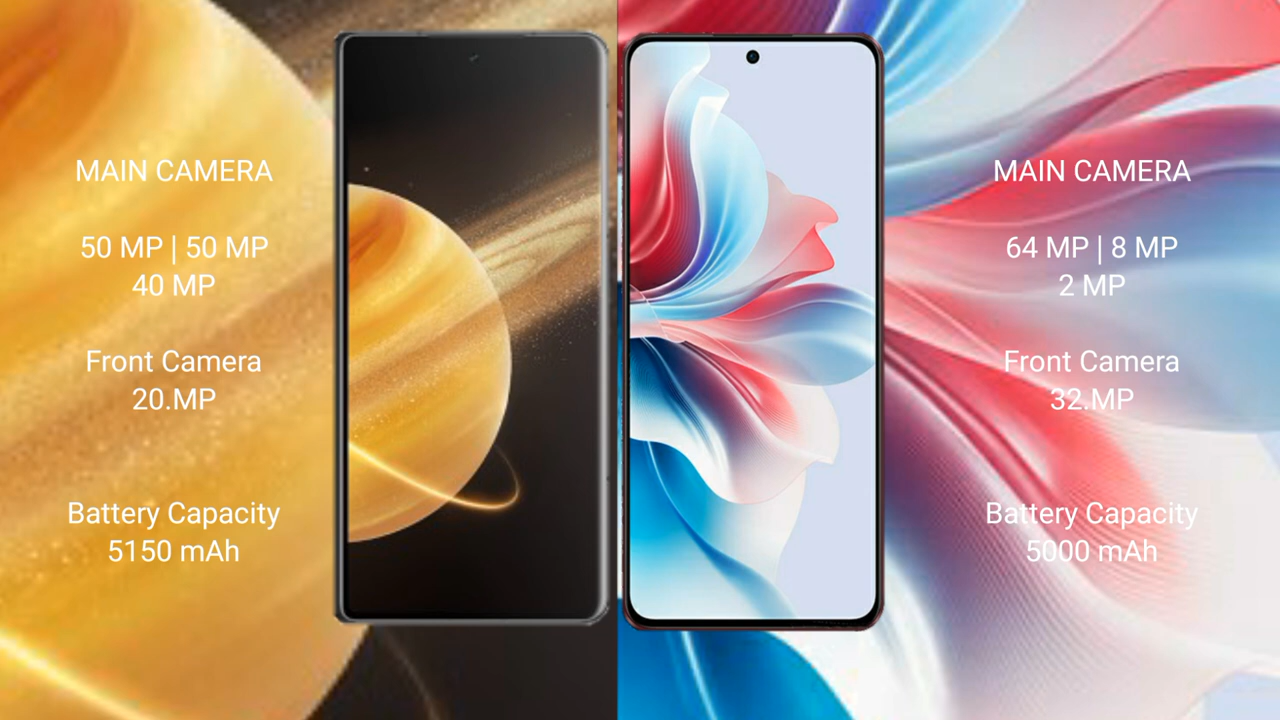 MAIN CAMERA
50 MP | 50 MP
40 MP
Front Camera
20.MP
Battery Capacity
5150 mAh
MAIN CAMERA
64 MP | 8 MP
2 MP
Front Camera
32.MP
Battery Capacity
5000 mAh